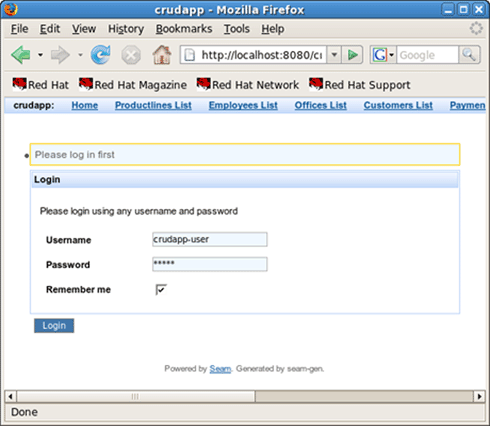 crudapp - Mozilla Firefox
File Edit View History Bookmarks Tools Help
http://localhost:8080/c
G Google
Red Hat Red Hat Magazine Red Hat Network Red Hat Support
crudapp: Home Productlines List Employees List Offices List Customers List Paymen
Please log in first
Login
Please login using any username and password
Username crudapp-user
Password *****
Remember me
Login
Powered by Seam. Generated by seam-gen.
Done